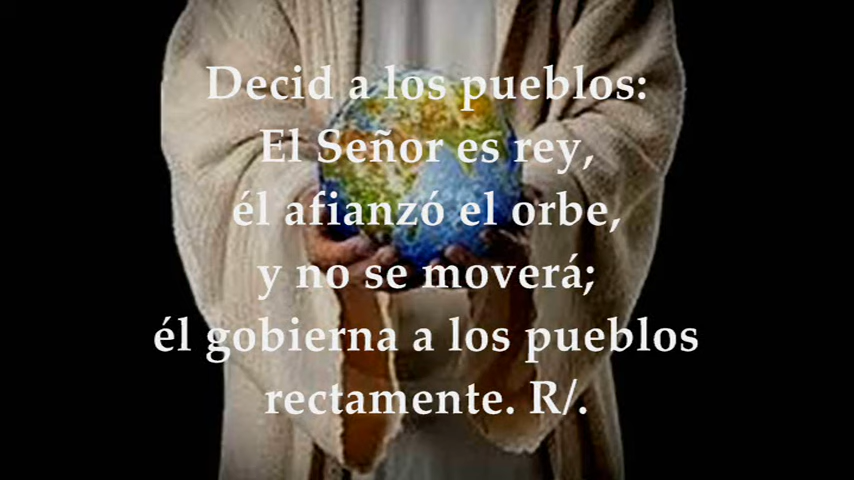 Decid a los pueblos:
El Señor es rey,
él afianzó el orbe,
y no se moverá;
él gobierna a los pueblos
rectamente. R/.